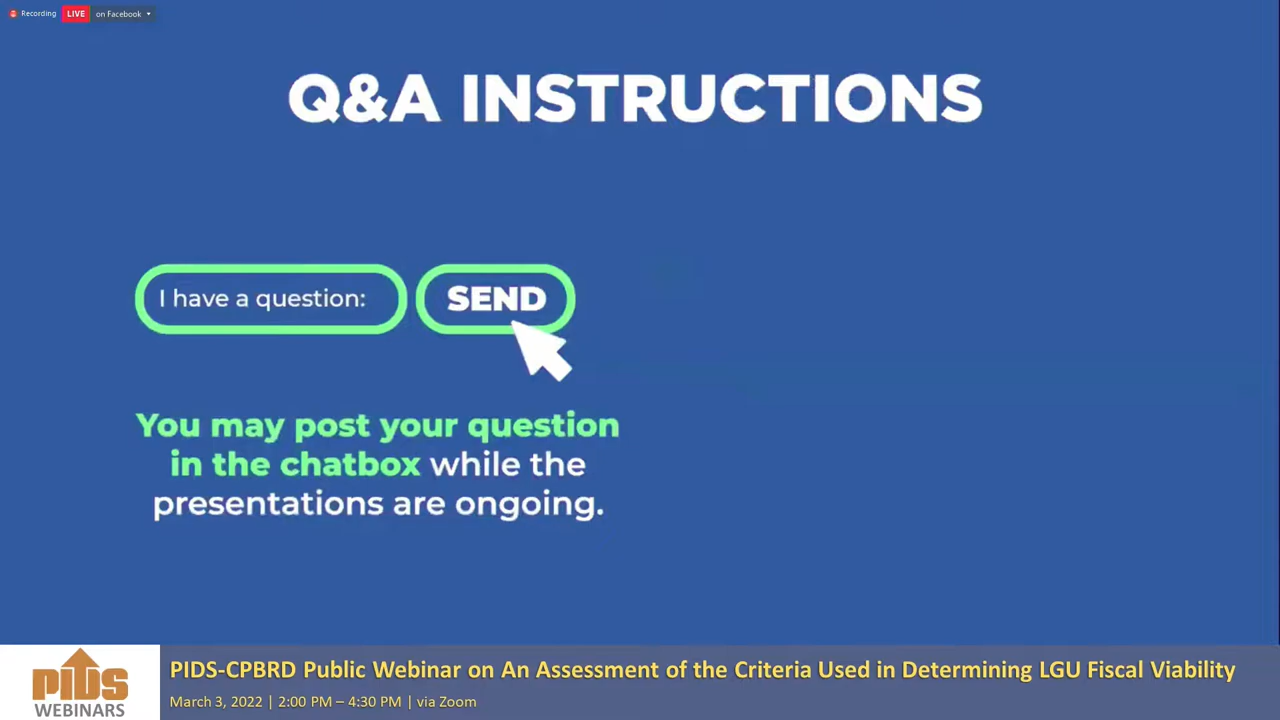 Recording LIVE on Facebook
Q&A INSTRUCTIONS
I have a question: SEND
You may post your question
in the chatbox while the
presentations are ongoing.
PIDS
WEBINARS
PIDS-CPBRD Public Webinar on An Assessment of the Criteria Used in Determining LGU Fiscal Viability
March 3, 2022 | 2:00 PM – 4:30 PM | via Zoom